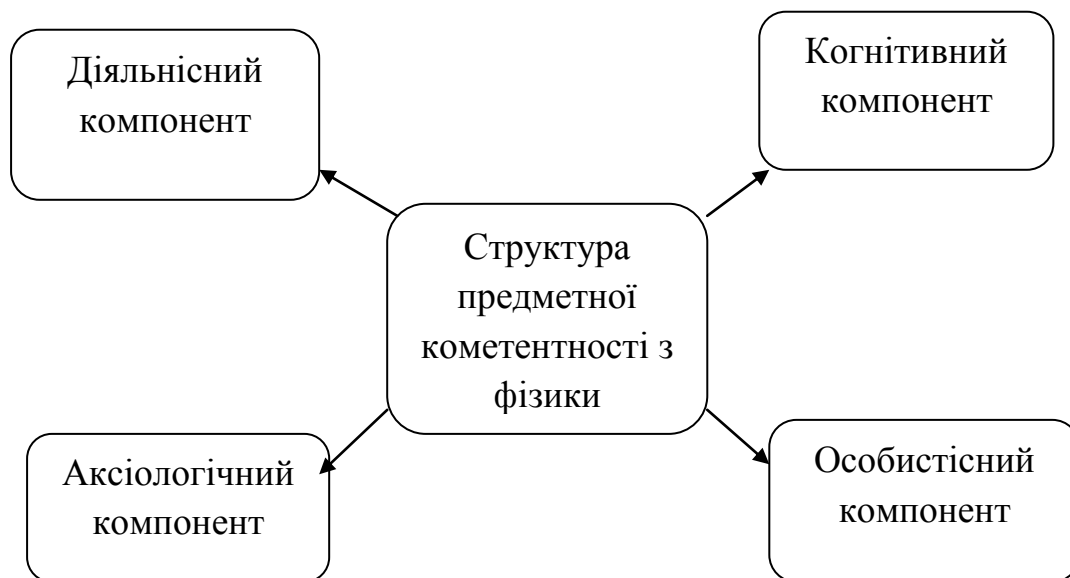 Діяльнісний
компонент
Когнітивний
компонент
Структура
предметної
кометентності з
фізики
Аксіологічний
компонент
Особистісний
компонент